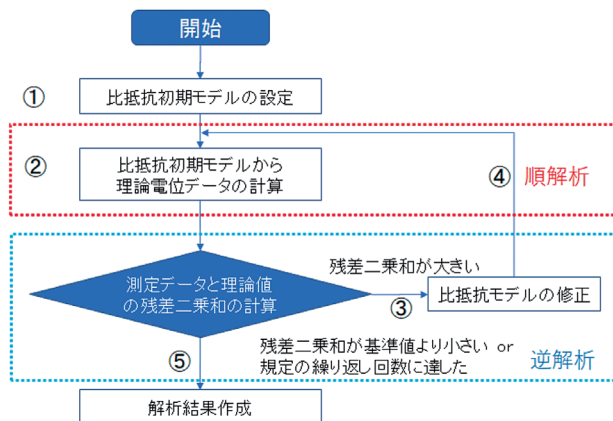 開始
①
比抵抗初期モデルの設定
②
比抵抗初期モデルから
理論電位データの計算
④
順解析
測定データと理論値
の残差二乗和の計算
残差二乗和が大きい
③
比抵抗モデルの修正
⑤
残差二乗和が基準値より小さい or
規定の繰り返し回数に達した
逆解析
解析結果作成